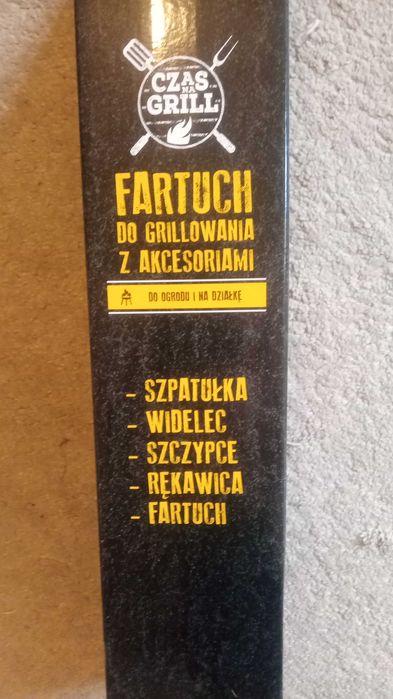 CZAS
NA
GRILL
FARTUCH
DO GRILLOWANIA
Z AKCESORIAMI
DO OGRODU I NA DZIAŁKĘ
- SZPATUŁKA
- WIDELEC
- SZCZYPCE
- RĘKAWICA
- FARTUCH